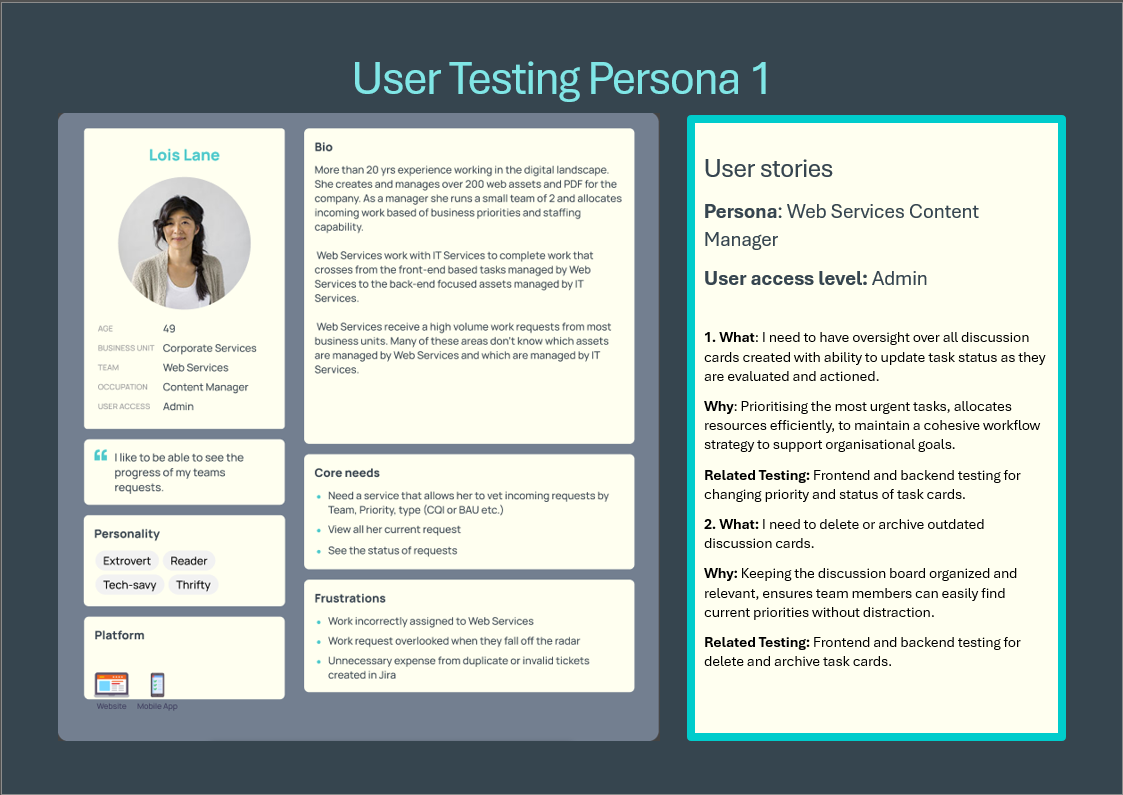 User Testing Persona 1
Lois Lane
AGE 49
BUSINESS UNIT Corporate Services
TEAM Web Services
OCCUPATION Content Manager
USER ACCESS Admin
I like to be able to see the
progress of my teams
requests.
Personality
Extrovert Reader
Tech-savy Thrifty
Platform
Website Mobile App
Bio
More than 20 yrs experience working in the digital landscape.
She creates and manages over 200 web assets and PDF for the
company. As a manager she runs a small team of 2 and allocates
incoming work based of business priorities and staffing
capability.
Web Services work with IT Services to complete work that
crosses from the front-end based tasks managed by Web
Services to the back-end focused assets managed by IT
Services.
Web Services receive a high volume work requests from most
business units. Many of these areas don't know which assets
are managed by Web Services and which are managed by IT
Services.
Core needs
• Need a service that allows her to vet incoming requests by
Team, Priority, type (CQI or BAU etc.)
• View all her current request
• See the status of requests
Frustrations
• Work incorrectly assigned to Web Services
• Work request overlooked when they fall off the radar
• Unnecessary expense from duplicate or invalid tickets
created in Jira
User stories
Persona: Web Services Content
Manager
User access level: Admin
1. What: I need to have oversight over all discussion
cards created with ability to update task status as they
are evaluated and actioned.
Why: Prioritising the most urgent tasks, allocates
resources efficiently, to maintain a cohesive workflow
strategy to support organisational goals.
Related Testing: Frontend and backend testing for
changing priority and status of task cards.
2. What: I need to delete or archive outdated
discussion cards.
Why: Keeping the discussion board organized and
relevant, ensures team members can easily find
current priorities without distraction.
Related Testing: Frontend and backend testing for
delete and archive task cards.